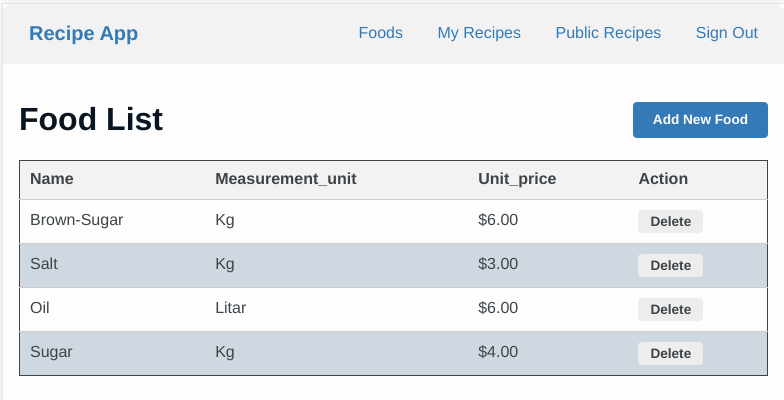 Recipe App Foods My Recipes Public Recipes Sign Out
Food List Add New Food
Name Measurement_unit Unit_price Action
Brown-Sugar Kg $6.00 Delete
Salt Kg $3.00 Delete
Oil Litar $6.00 Delete
Sugar Kg $4.00 Delete